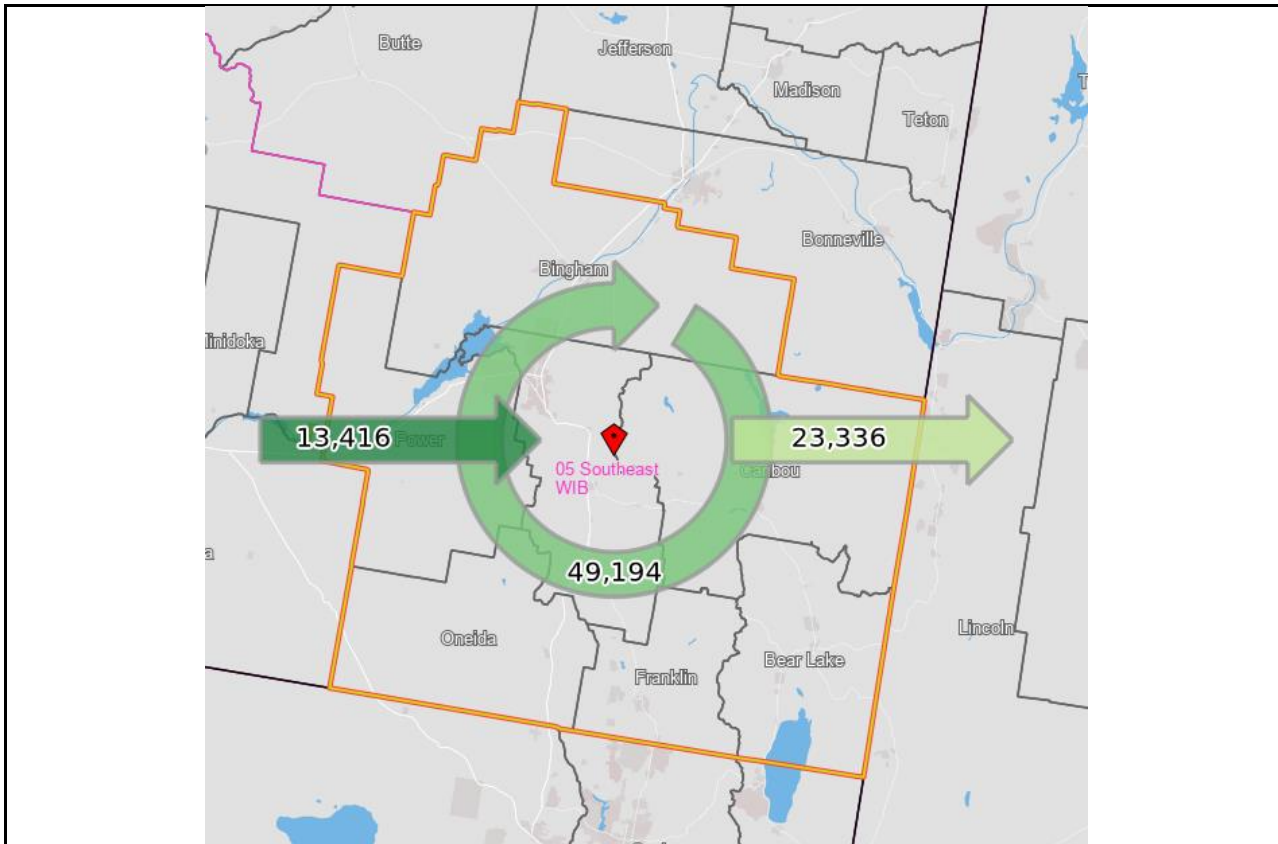 Butte
Jefferson
Madison
Teton
Bonneville
Bingham
13,416
Power
23,336
Caribou
05 Southeast
WIB
49,194
Oneida
Franklin
Bear Lake
Lincoln